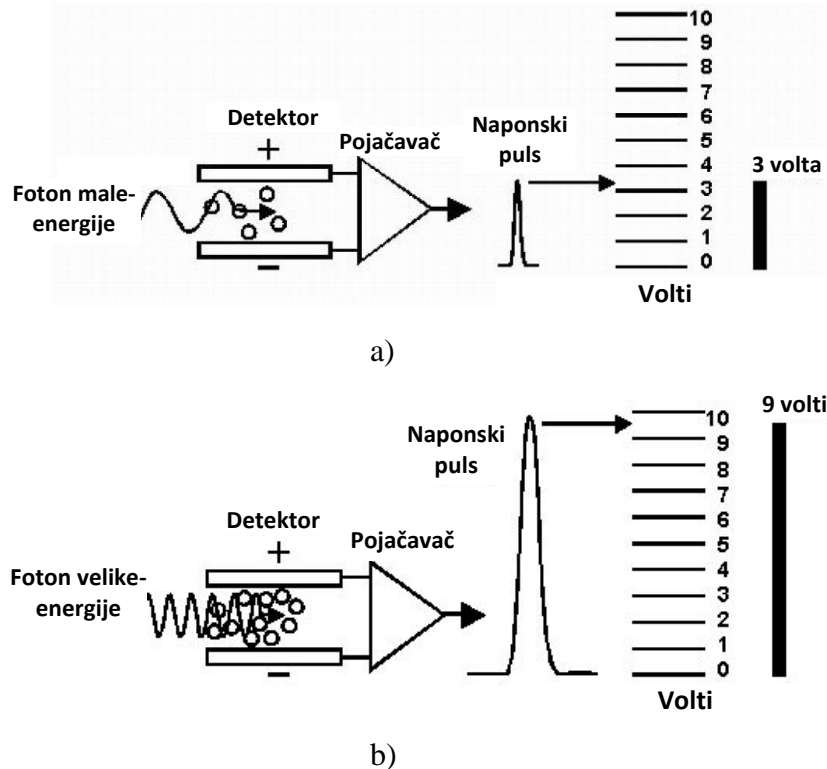 Detektor
+
Pojačavač
Naponski
puls
Foton male-
energije
−
10
9
8
7
6
5
4
3
2
1
0
Volti
3 volta
a)
Detektor
+
Pojačavač
Naponski
puls
Foton velike-
energije
−
10
9
8
7
6
5
4
3
2
1
0
Volti
9 volti
b)